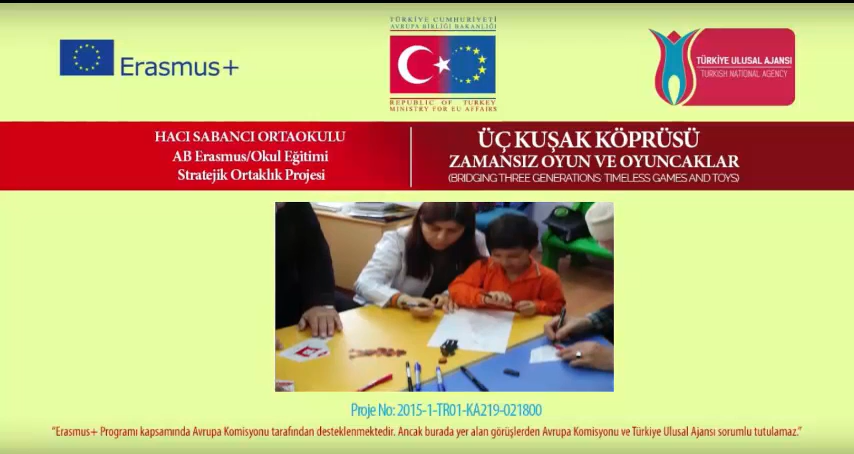 Erasmus+
TÜRKİYE CUMHURİYETİ
AVRUPA BİRLİĞİ BAKANLIĞI
REPUBLIC OF TURKEY
MINISTRY FOR EU AFFAIRS
TÜRKİYE ULUSAL AJANSI
TURKISH NATIONAL AGENCY
HACI SABANCI ORTAOKULU
AB Erasmus/Okul Eğitimi
Stratejik Ortaklık Projesi
ÜÇ KUŞAK KÖPRÜSÜ
ZAMANSIZ OYUN VE OYUNCAKLAR
(BRIDGING THREE GENERATIONS: TIMELESS GAMES AND TOYS)
Proje No: 2015-1-TR01-KA219-021800
"Erasmus+ Programı kapsamında Avrupa Komisyonu tarafından desteklenmektedir. Ancak burada yer alan görüşlerden Avrupa Komisyonu ve Türkiye Ulusal Ajansı sorumlu tutulamaz."